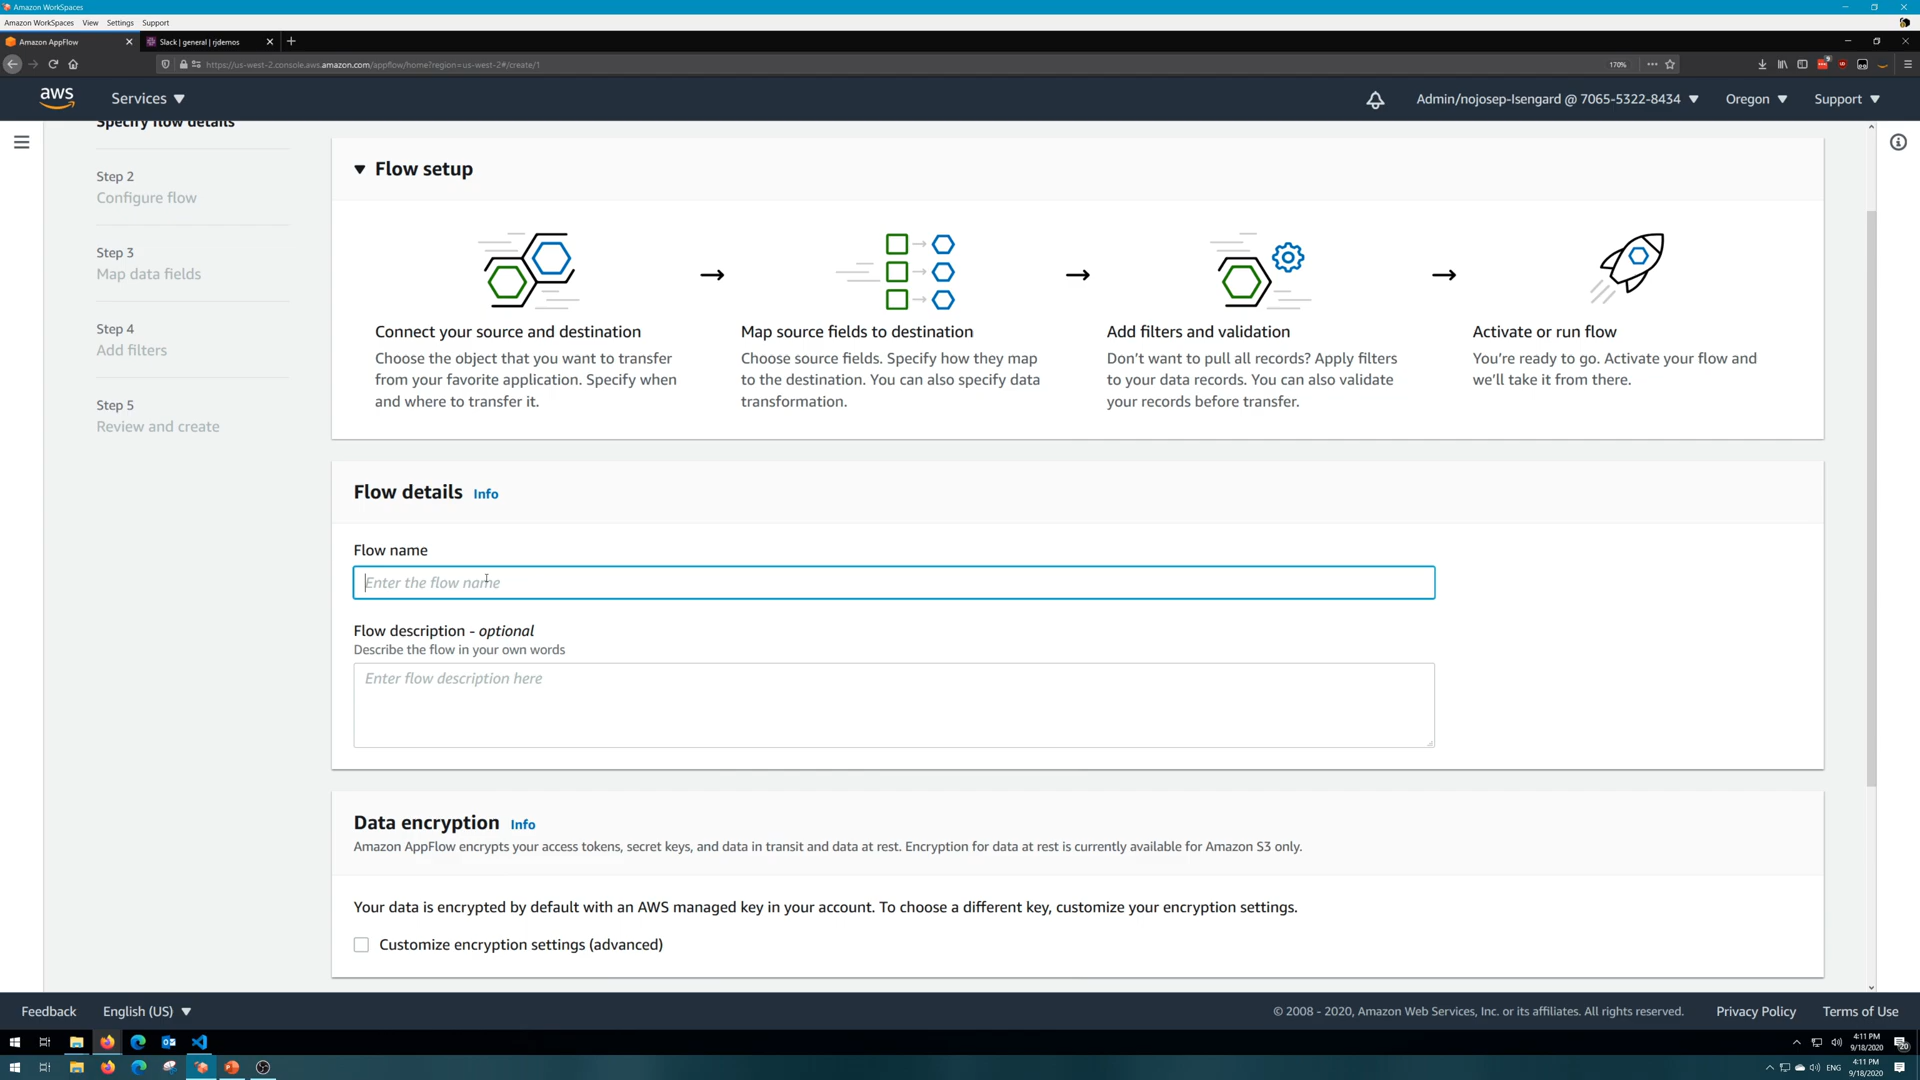 Amazon WorkSpaces
Amazon WorkSpaces View Settings Support
Amazon AppFlow
Slack | general | rjdemos
https://us-west-2.console.aws.amazon.com/appflow/home?region=us-west-2#/create/1
170%
aws
Services
Admin/nojosep-Isengard @ 7065-5322-8434
Oregon
Support
Specify flow details
Step 2
Configure flow
Step 3
Map data fields
Step 4
Add filters
Step 5
Review and create
Flow setup
Connect your source and destination
Choose the object that you want to transfer
from your favorite application. Specify when
and where to transfer it.
Map source fields to destination
Choose source fields. Specify how they map
to the destination. You can also specify data
transformation.
Add filters and validation
Don't want to pull all records? Apply filters
to your data records. You can also validate
your records before transfer.
Activate or run flow
You're ready to go. Activate your flow and
we'll take it from there.
Flow details Info
Flow name
Enter the flow name
Flow description - optional
Describe the flow in your own words
Enter flow description here
Data encryption Info
Amazon AppFlow encrypts your access tokens, secret keys, and data in transit and data at rest. Encryption for data at rest is currently available for Amazon S3 only.
Your data is encrypted by default with an AWS managed key in your account. To choose a different key, customize your encryption settings.
Customize encryption settings (advanced)
Feedback
English (US)
© 2008 - 2020, Amazon Web Services, Inc. or its affiliates. All rights reserved.
Privacy Policy
Terms of Use
4:11 PM
9/18/2020
20
ENG
4:11 PM
9/18/2020